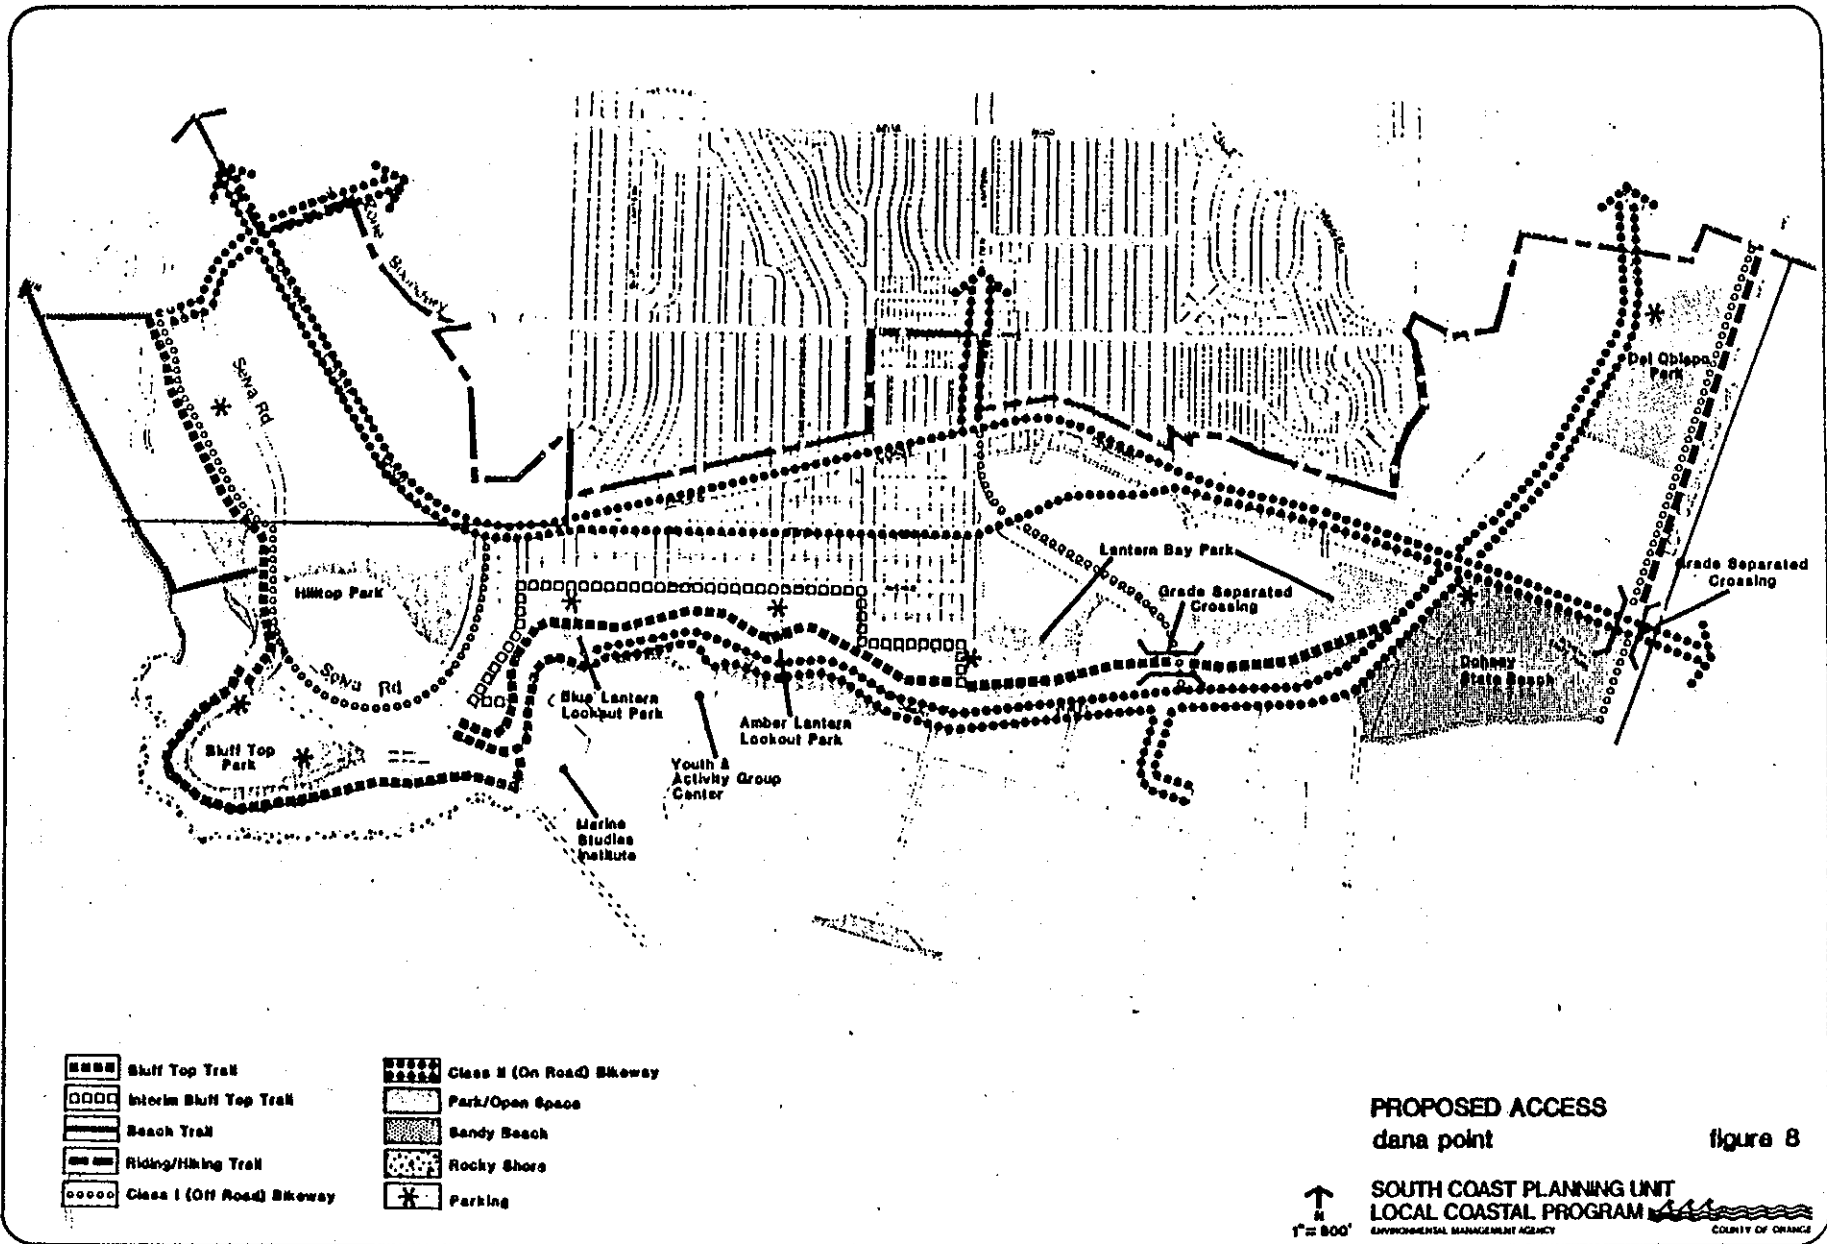 Zone
Boundary
Selva Rd
Hilltop Park
Selva Rd
Bluff Top
Park
Blue Lantern
Lookout Park
Amber Lantern
Lookout Park
Youth &
Activity Group
Center
Marine
Studies
Institute
Lantern Bay Park
Grade Separated
Crossing
Del Obispo
Park
Grade Separated
Crossing
Doheny
State Beach
Bluff Top Trail
Interim Bluff Top Trail
Beach Trail
Riding/Hiking Trail
Class I (Off Road) Bikeway
Class II (On Road) Bikeway
Park/Open Space
Sandy Beach
Rocky Shore
Parking
PROPOSED ACCESS
dana point figure 8
N
1"=800'
SOUTH COAST PLANNING UNIT
LOCAL COASTAL PROGRAM
ENVIRONMENTAL MANAGEMENT AGENCY COUNTY OF ORANGE